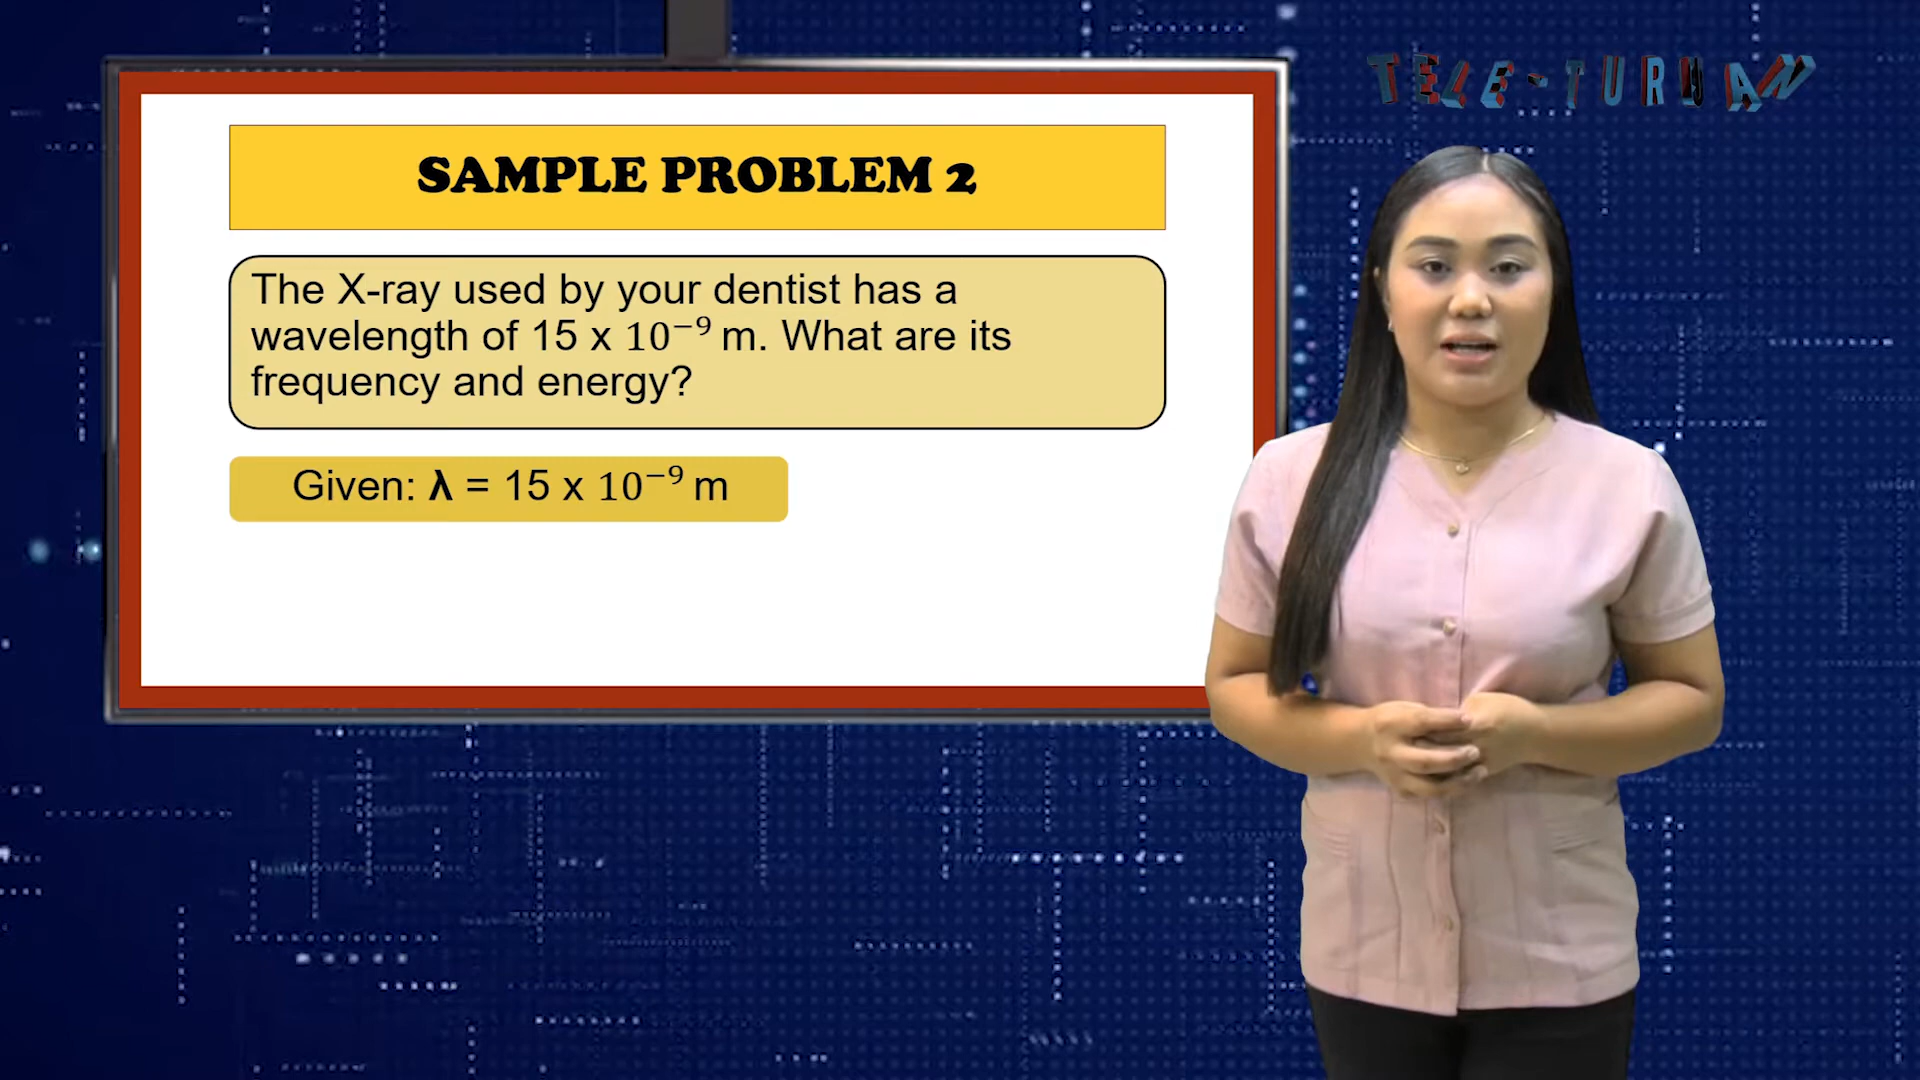 TELE-TURUAN
SAMPLE PROBLEM 2
The X-ray used by your dentist has a
wavelength of 15 x 10⁻⁹ m. What are its
frequency and energy?
Given: λ = 15 x 10⁻⁹ m